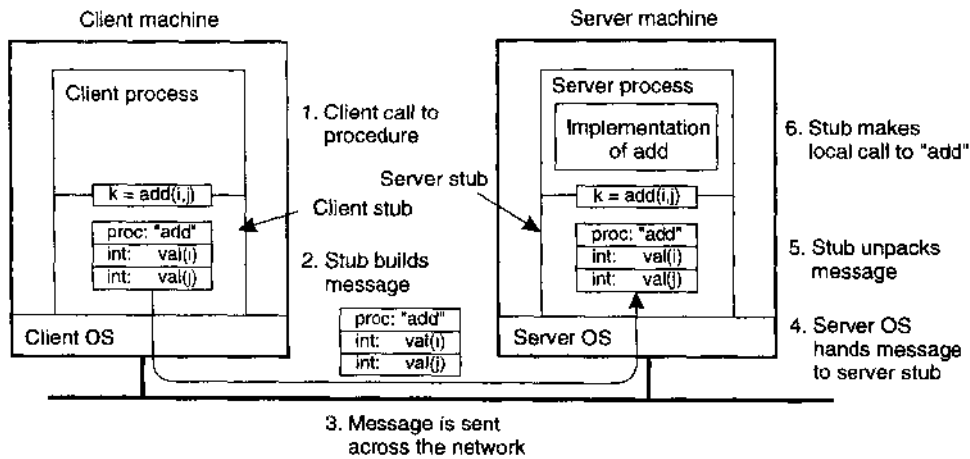 Client machine
Server machine
Client process
1. Client call to
procedure
Server process
Implementation
of add
6. Stub makes
local call to "add"
Server stub
k = add(i,j)
k = add(i,j)
Client stub
proc: "add"
int: val(i)
int: val(j)
proc: "add"
int: val(i)
int: val(j)
2. Stub builds
message
5. Stub unpacks
message
proc: "add"
int: val(i)
int: val(j)
Client OS
Server OS
4. Server OS
hands message
to server stub
3. Message is sent
across the network